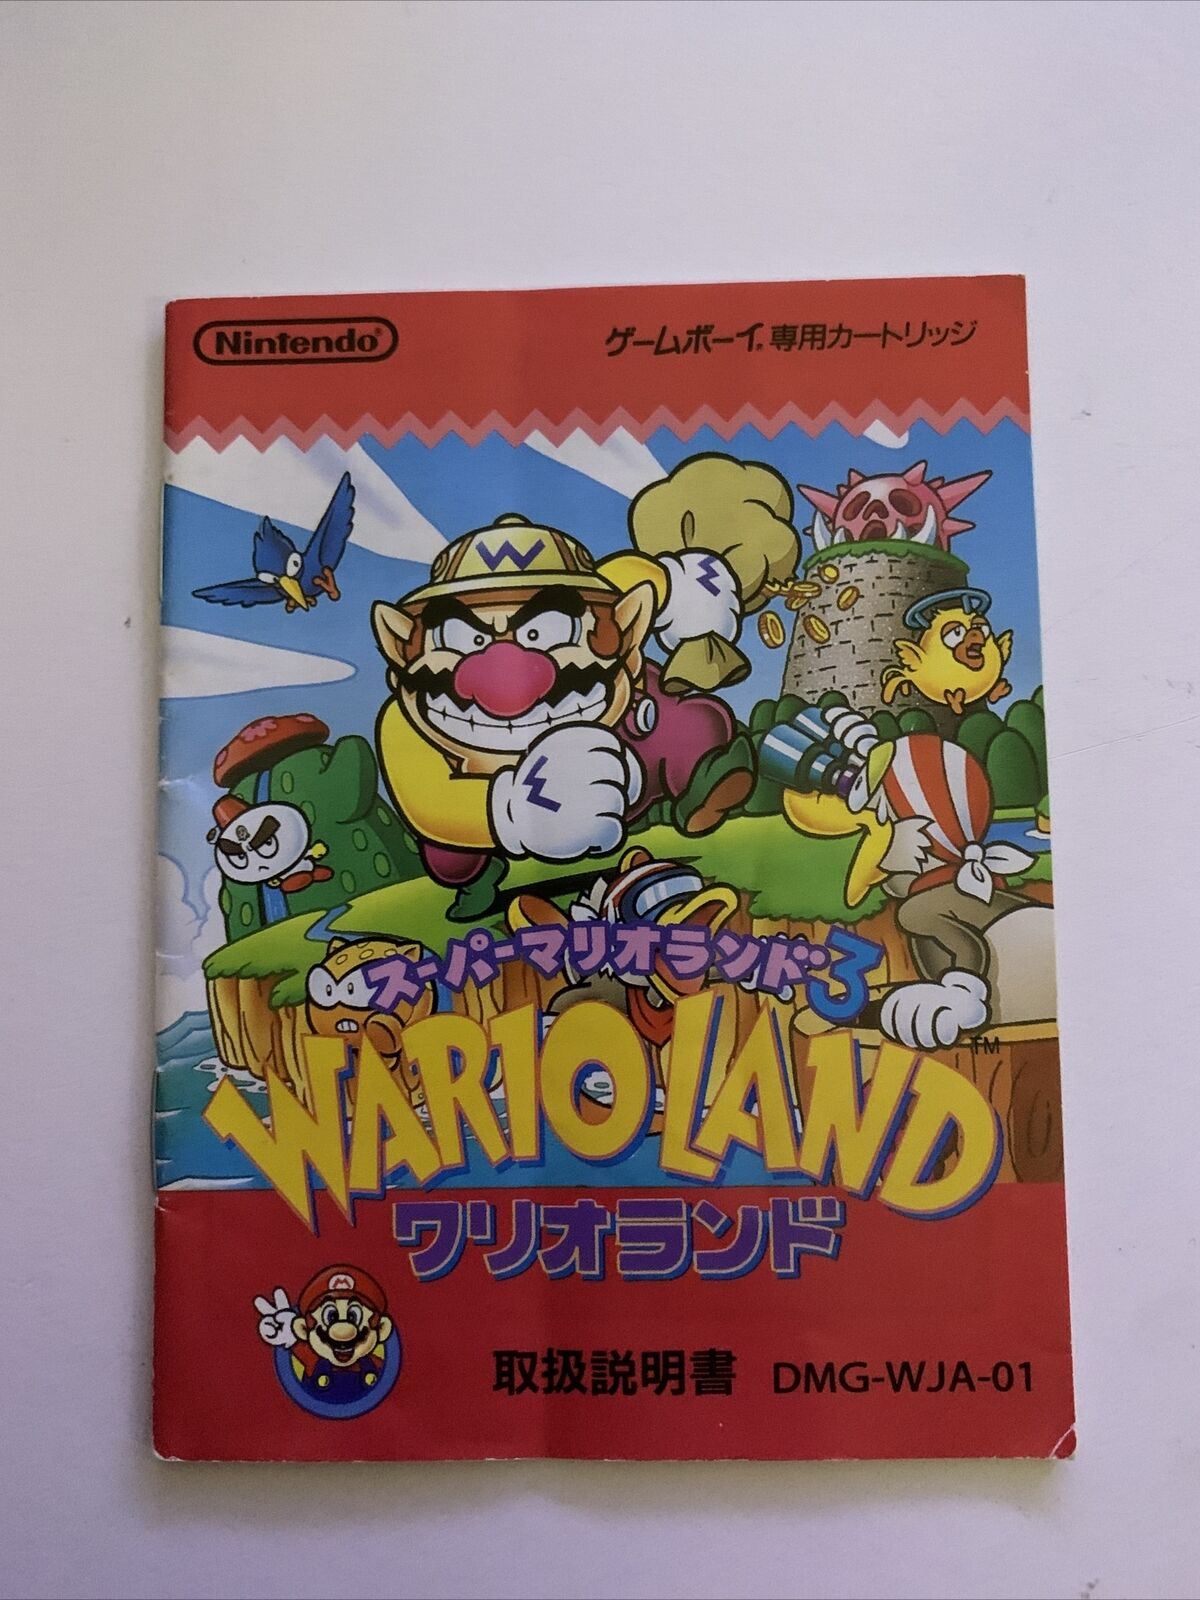 Nintendo®
ゲームボーイ®専用カートリッジ
W
スーパーマリオランド3
WARIO LAND™
ワリオランド
M
取扱説明書 DMG-WJA-01